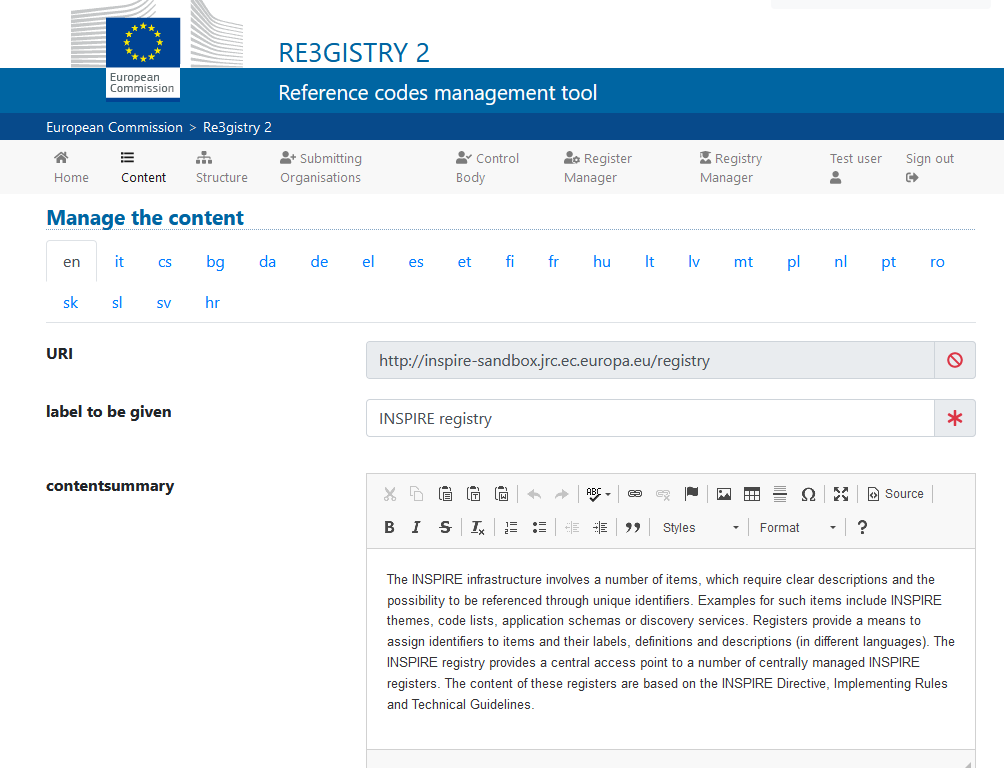 RE3GISTRY 2
European
Commission
Reference codes management tool
European Commission > Re3gistry 2
Home
Content
Structure
Submitting
Organisations
Control
Body
Register
Manager
Registry
Manager
Test user
Sign out
Manage the content
en it cs bg da de el es et fi fr hu lt lv mt pl nl pt ro
sk sl sv hr
URI
http://inspire-sandbox.jrc.ec.europa.eu/registry
label to be given
INSPIRE registry
contentsummary
ABC
Ω
Source
B I S Tx
Styles
Format
?
The INSPIRE infrastructure involves a number of items, which require clear descriptions and the
possibility to be referenced through unique identifiers. Examples for such items include INSPIRE
themes, code lists, application schemas or discovery services. Registers provide a means to
assign identifiers to items and their labels, definitions and descriptions (in different languages). The
INSPIRE registry provides a central access point to a number of centrally managed INSPIRE
registers. The content of these registers are based on the INSPIRE Directive, Implementing Rules
and Technical Guidelines.